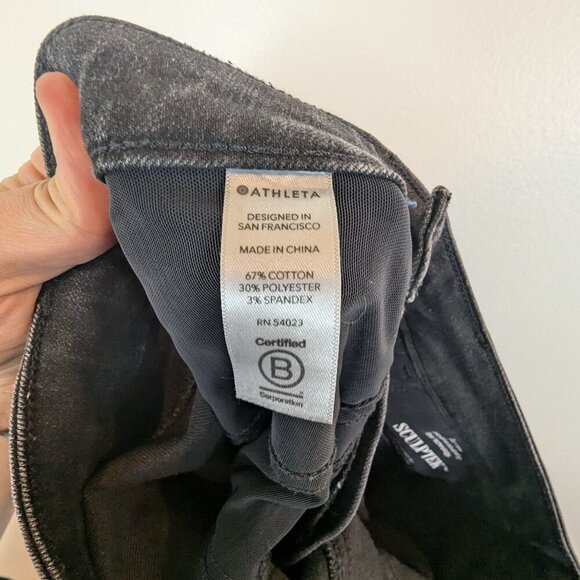 ATHLETA
DESIGNED IN
SAN FRANCISCO
MADE IN CHINA
67% COTTON
30% POLYESTER
3% SPANDEX
RN 54023
Certified
B
Corporation
SCULPTEK